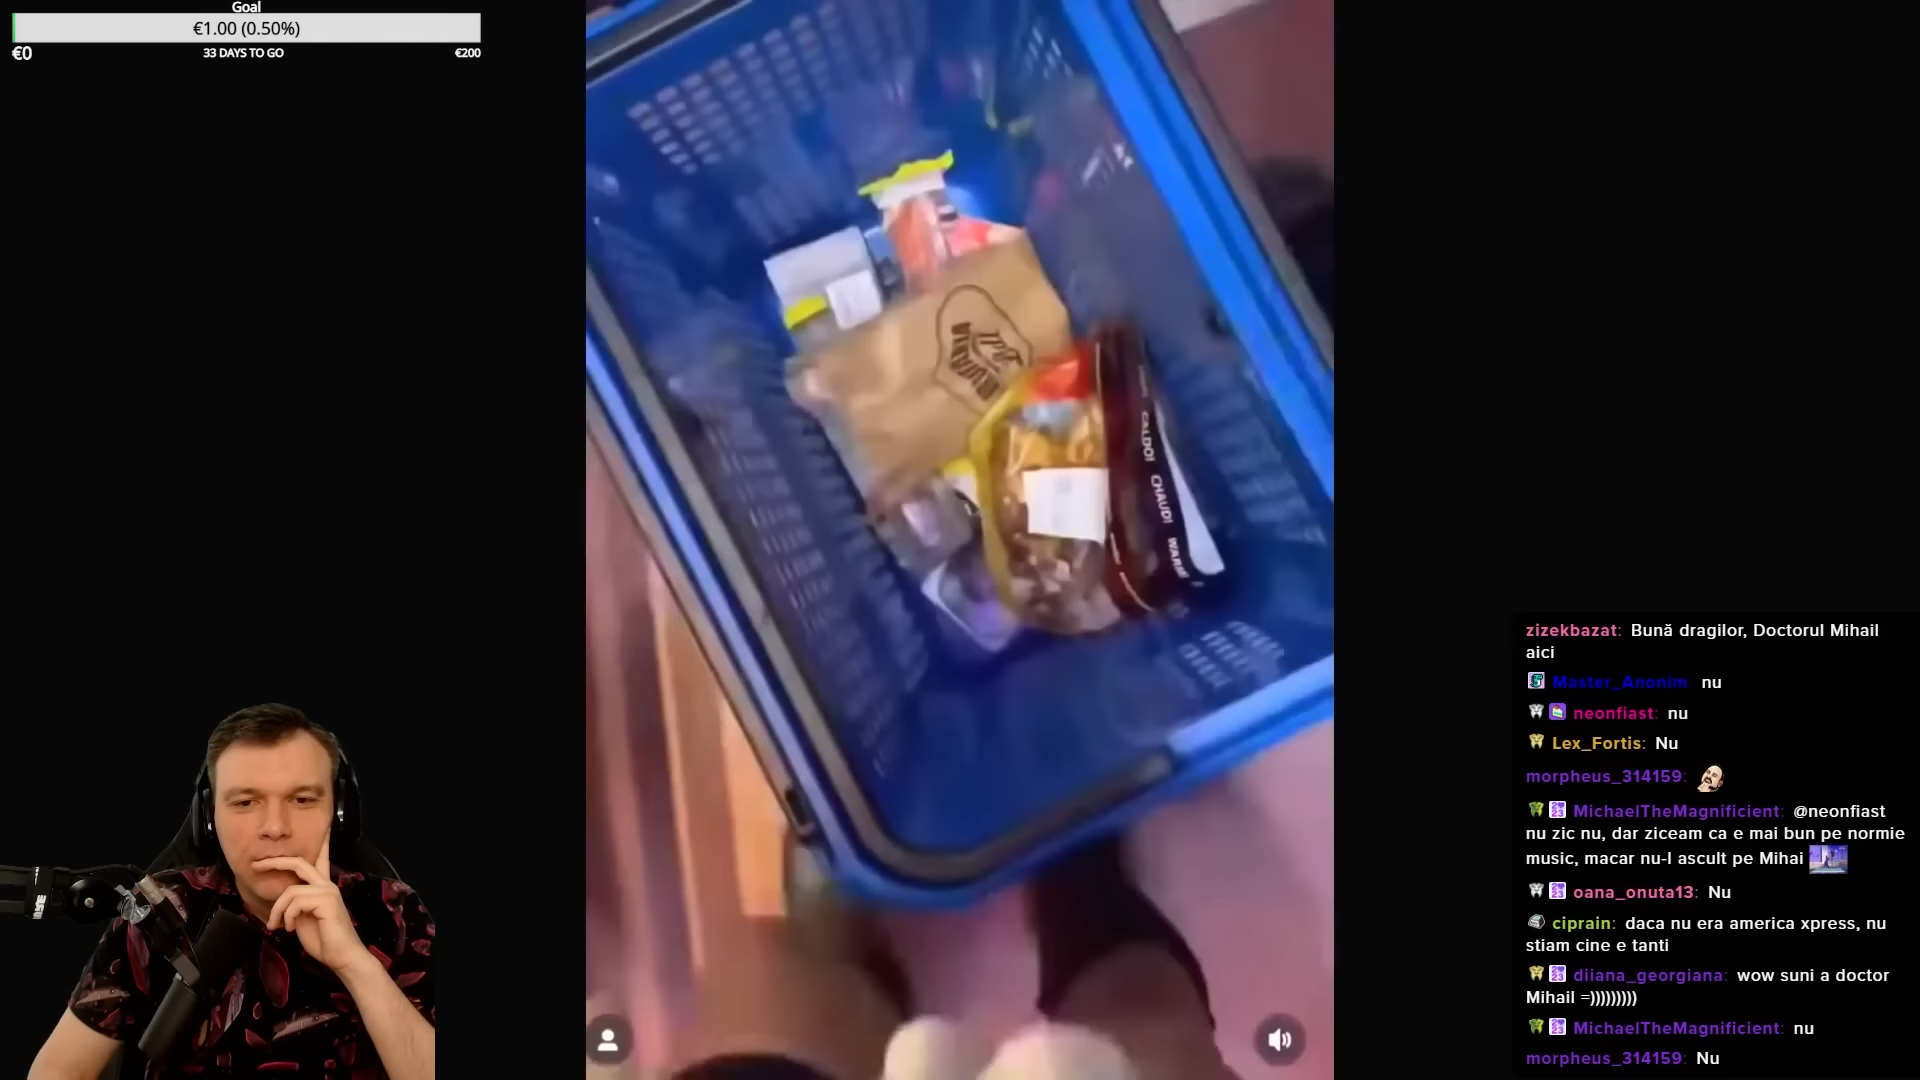 Goal
€1.00 (0.50%)
€0
33 DAYS TO GO
€200
CALDO! CHAUD! WARM
zizekbazat: Bună dragilor, Doctorul Mihail
aici
Master_Anonim: nu
neonfiast: nu
Lex_Fortis: Nu
morpheus_314159:
MichaelTheMagnificient: @neonfiast
nu zic nu, dar ziceam ca e mai bun pe normie
music, macar nu-l ascult pe Mihai
oana_onuta13: Nu
ciprain: daca nu era america xpress, nu
stiam cine e tanti
diiana_georgiana: wow suni a doctor
Mihail =)))))))))
MichaelTheMagnificient: nu
morpheus_314159: Nu